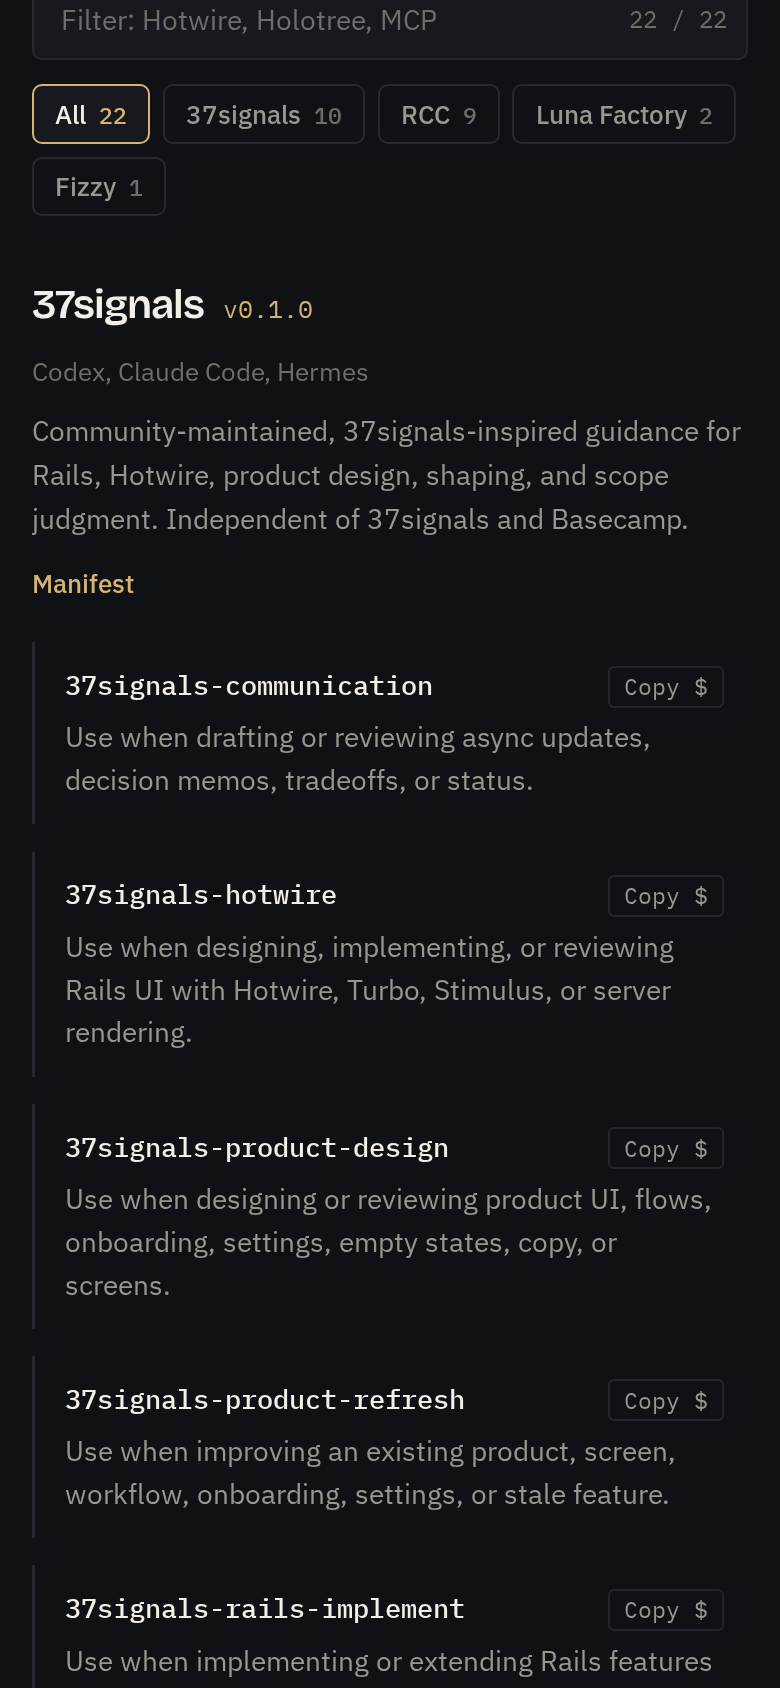 Filter: Hotwire, Holotree, MCP 22 / 22
All 22 37signals 10 RCC 9 Luna Factory 2
Fizzy 1
37signals v0.1.0
Codex, Claude Code, Hermes
Community-maintained, 37signals-inspired guidance for
Rails, Hotwire, product design, shaping, and scope
judgment. Independent of 37signals and Basecamp.
Manifest
37signals-communication Copy $
Use when drafting or reviewing async updates,
decision memos, tradeoffs, or status.
37signals-hotwire Copy $
Use when designing, implementing, or reviewing
Rails UI with Hotwire, Turbo, Stimulus, or server
rendering.
37signals-product-design Copy $
Use when designing or reviewing product UI, flows,
onboarding, settings, empty states, copy, or
screens.
37signals-product-refresh Copy $
Use when improving an existing product, screen,
workflow, onboarding, settings, or stale feature.
37signals-rails-implement Copy $
Use when implementing or extending Rails features